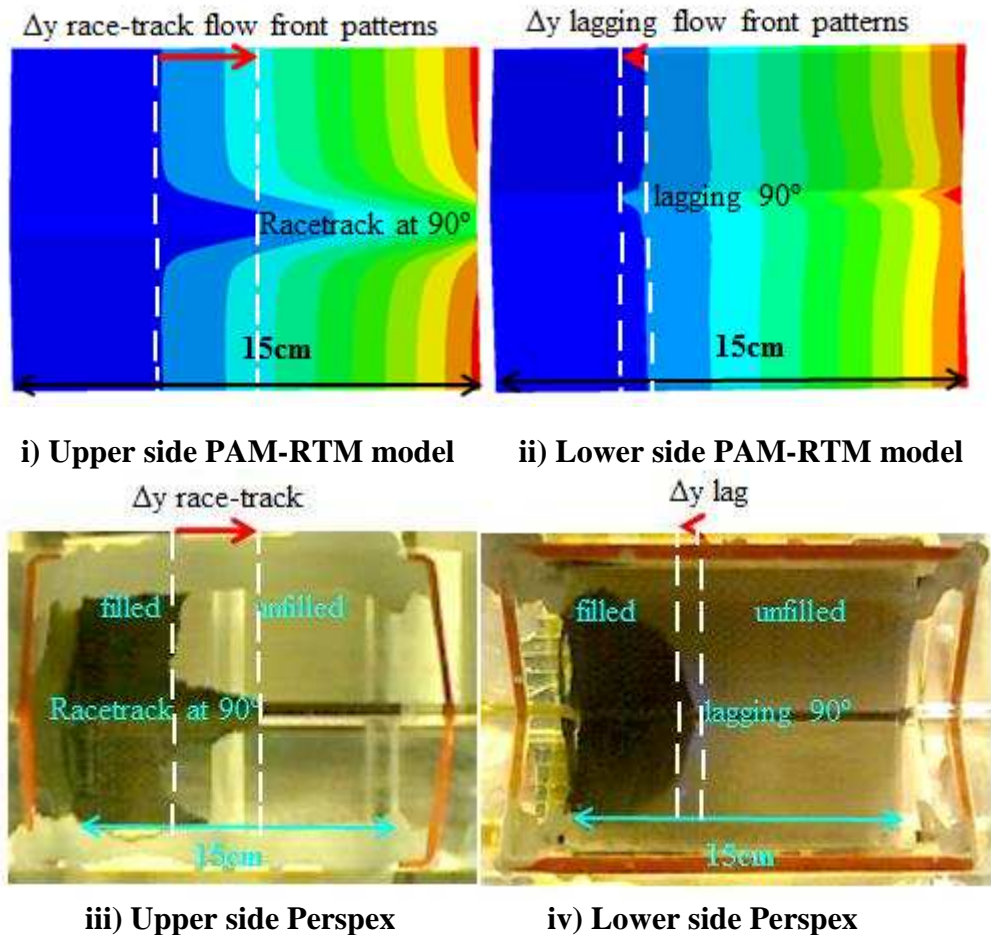 Δy race-track flow front patterns
Δy lagging flow front patterns
Racetrack at 90°
lagging 90°
15cm
15cm
i) Upper side PAM-RTM model
ii) Lower side PAM-RTM model
Δy race-track
Δy lag
filled
unfilled
filled
unfilled
Racetrack at 90°
lagging 90°
15cm
15cm
iii) Upper side Perspex
iv) Lower side Perspex